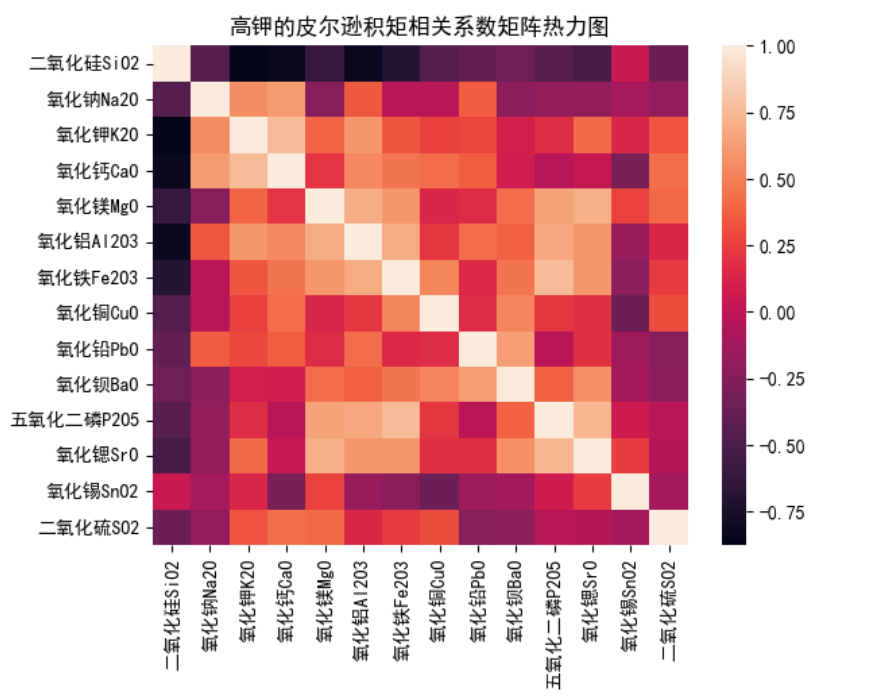 高钾的皮尔逊积矩相关系数矩阵热力图
二氧化硅SiO2
氧化钠Na2O
氧化钾K2O
氧化钙CaO
氧化镁MgO
氧化铝Al2O3
氧化铁Fe2O3
氧化铜CuO
氧化铅PbO
氧化钡BaO
五氧化二磷P2O5
氧化锶SrO
氧化锡SnO2
二氧化硫SO2
二氧化硅SiO2
氧化钠Na2O
氧化钾K2O
氧化钙CaO
氧化镁MgO
氧化铝Al2O3
氧化铁Fe2O3
氧化铜CuO
氧化铅PbO
氧化钡BaO
五氧化二磷P2O5
氧化锶SrO
氧化锡SnO2
二氧化硫SO2
1.00
0.75
0.50
0.25
0.00
−0.25
−0.50
−0.75